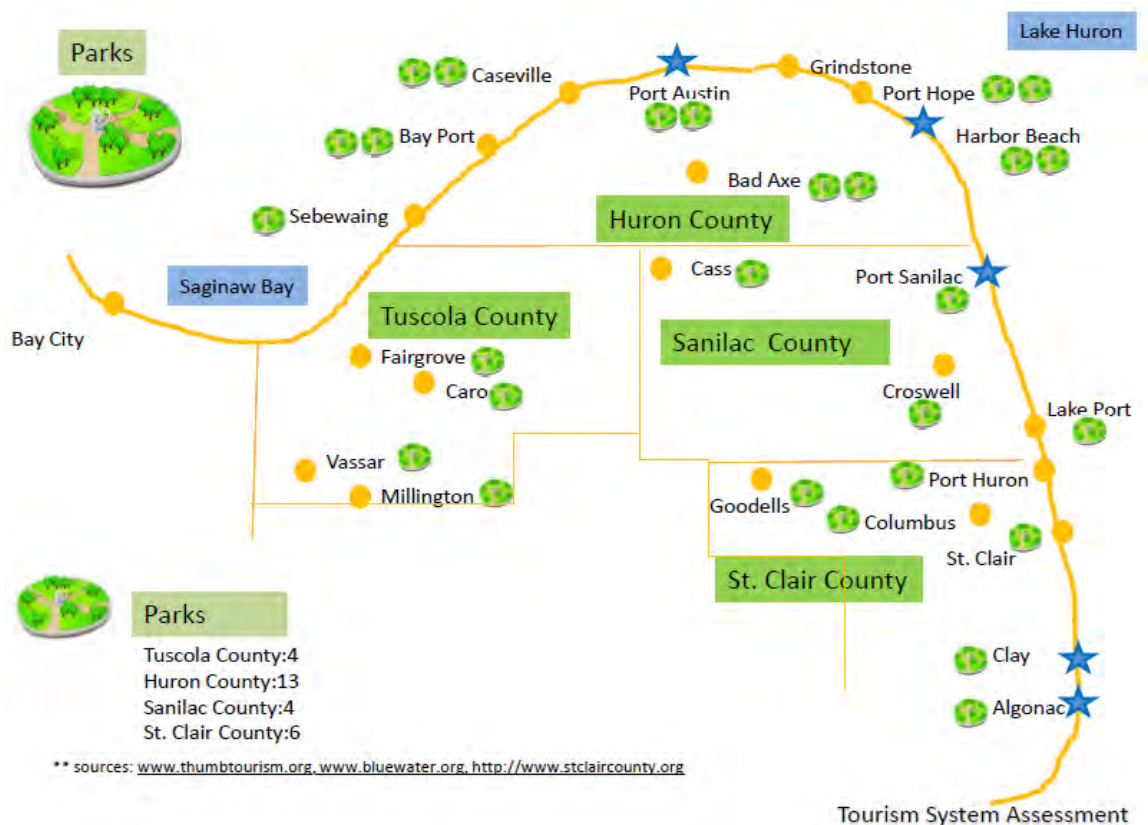 Parks
Lake Huron
Caseville
Port Austin
Grindstone
Port Hope
Bay Port
Harbor Beach
Bad Axe
Sebewaing
Huron County
Cass
Port Sanilac
Saginaw Bay
Bay City
Tuscola County
Sanilac County
Fairgrove
Caro
Croswell
Lake Port
Vassar
Millington
Goodells
Port Huron
Columbus
St. Clair
St. Clair County
Parks
Tuscola County:4
Huron County:13
Sanilac County:4
St. Clair County:6
Clay
Algonac
** sources: www.thumbtourism.org, www.bluewater.org, http://www.stclaircounty.org
Tourism System Assessment